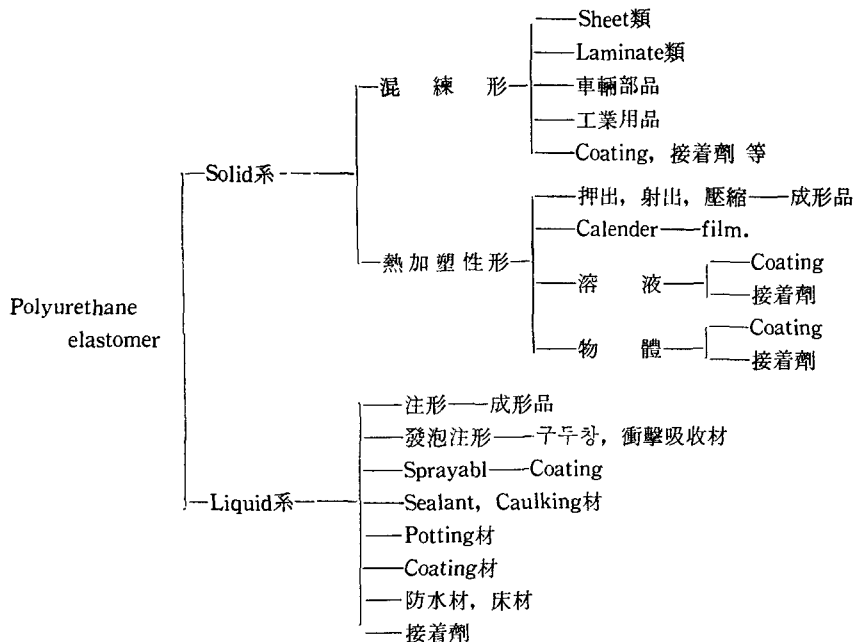 Sheet類
Laminate類
混 練 形
車輛部品
工業用品
Coating, 接着劑 等
Solid系
押出, 射出, 壓縮——成形品
Calender——film.
熱加塑性形
溶 液
Coating
接着劑
物 體
Coating
接着劑
Polyurethane
elastomer
注形——成形品
發泡注形——구두창, 衝擊吸收材
Sprayabl——Coating
Liquid系
Sealant, Caulking材
Potting材
Coating材
防水材, 床材
接着劑